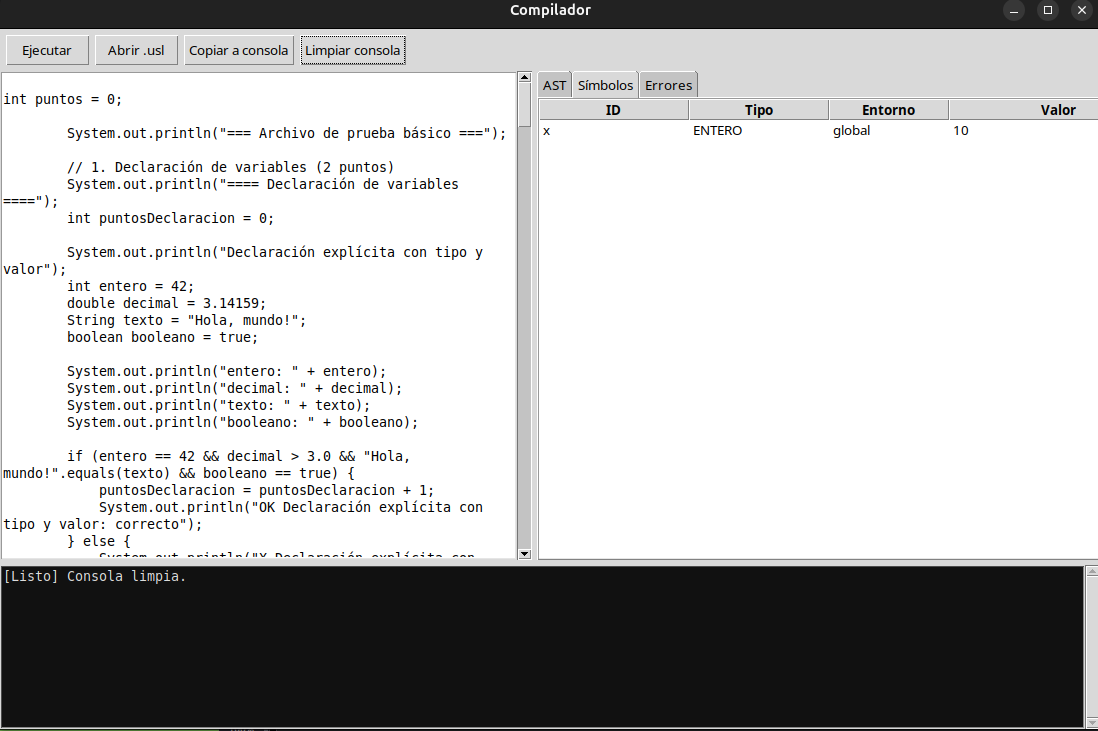 Compilador
Ejecutar Abrir .usl Copiar a consola Limpiar consola
int puntos = 0;
System.out.println("=== Archivo de prueba básico ===");
// 1. Declaración de variables (2 puntos)
System.out.println("==== Declaración de variables
====");
int puntosDeclaracion = 0;
System.out.println("Declaración explícita con tipo y
valor");
int entero = 42;
double decimal = 3.14159;
String texto = "Hola, mundo!";
boolean booleano = true;
System.out.println("entero: " + entero);
System.out.println("decimal: " + decimal);
System.out.println("texto: " + texto);
System.out.println("booleano: " + booleano);
if (entero == 42 && decimal > 3.0 && "Hola,
mundo!".equals(texto) && booleano == true) {
puntosDeclaracion = puntosDeclaracion + 1;
System.out.println("OK Declaración explícita con
tipo y valor: correcto");
} else {
System.out.println("X Declaración explícita con
AST Símbolos Errores
ID Tipo Entorno Valor
x ENTERO global 10
[Listo] Consola limpia.